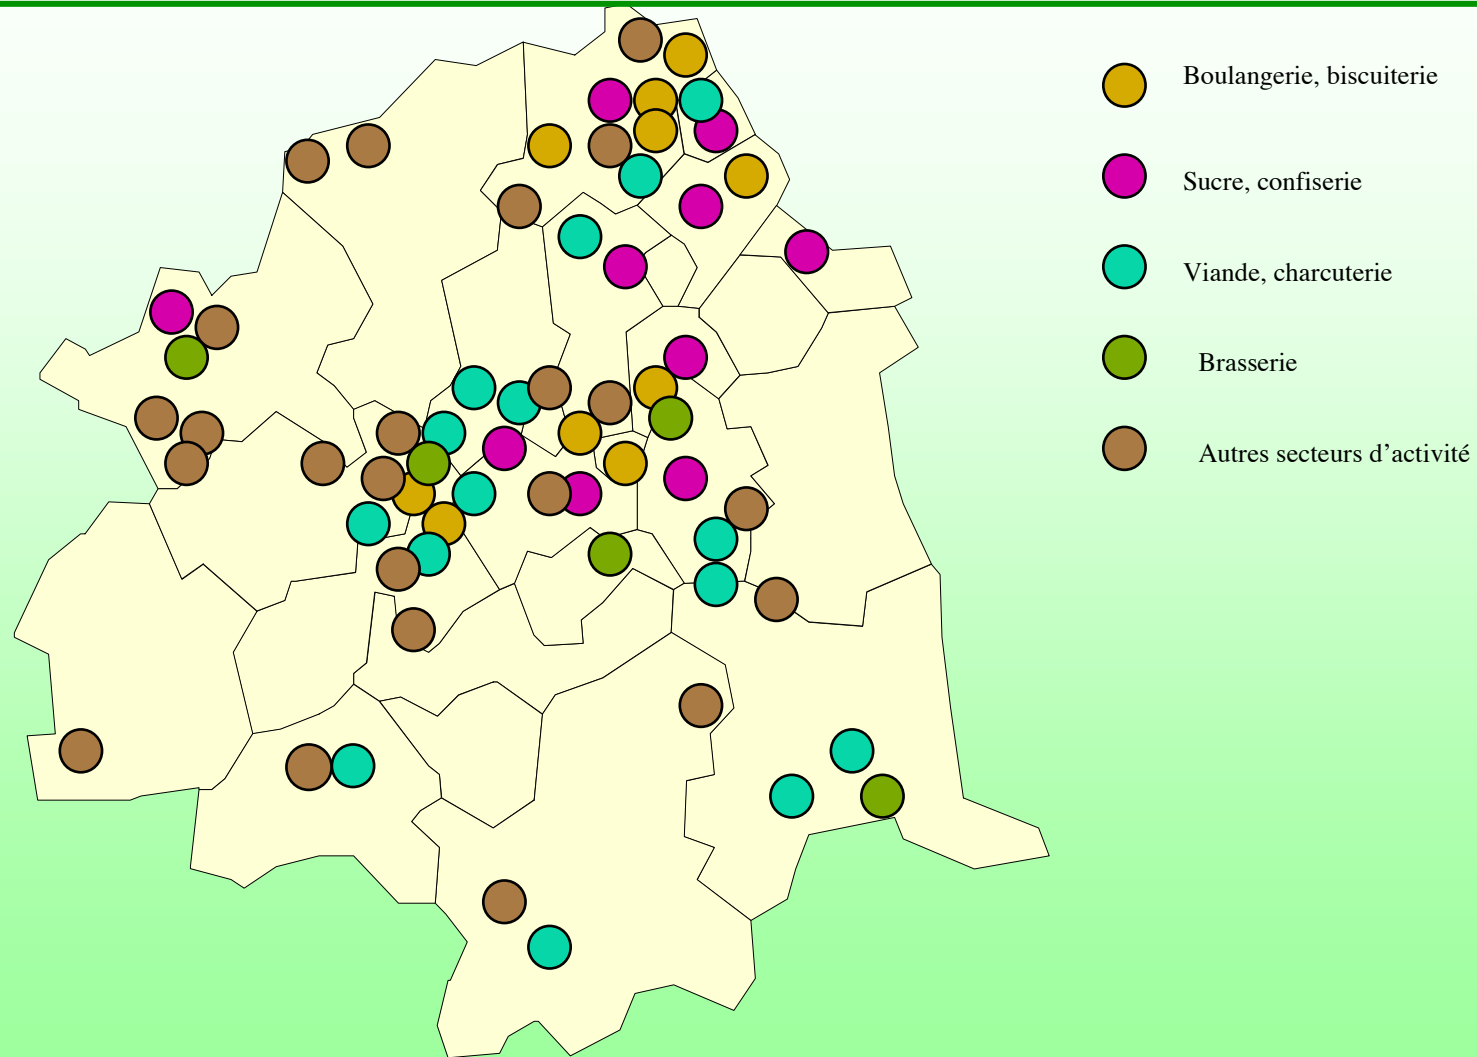 Boulangerie, biscuiterie
Sucre, confiserie
Viande, charcuterie
Brasserie
Autres secteurs d’activité